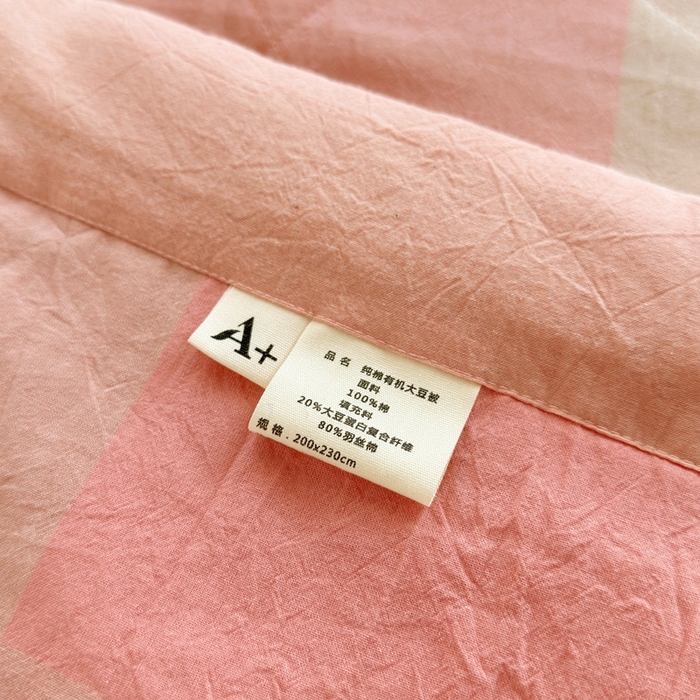 A+
品名 纯棉有机大豆被
面料
100%棉
填充料
20%大豆蛋白复合纤维
80%羽丝棉
规格.200x230cm